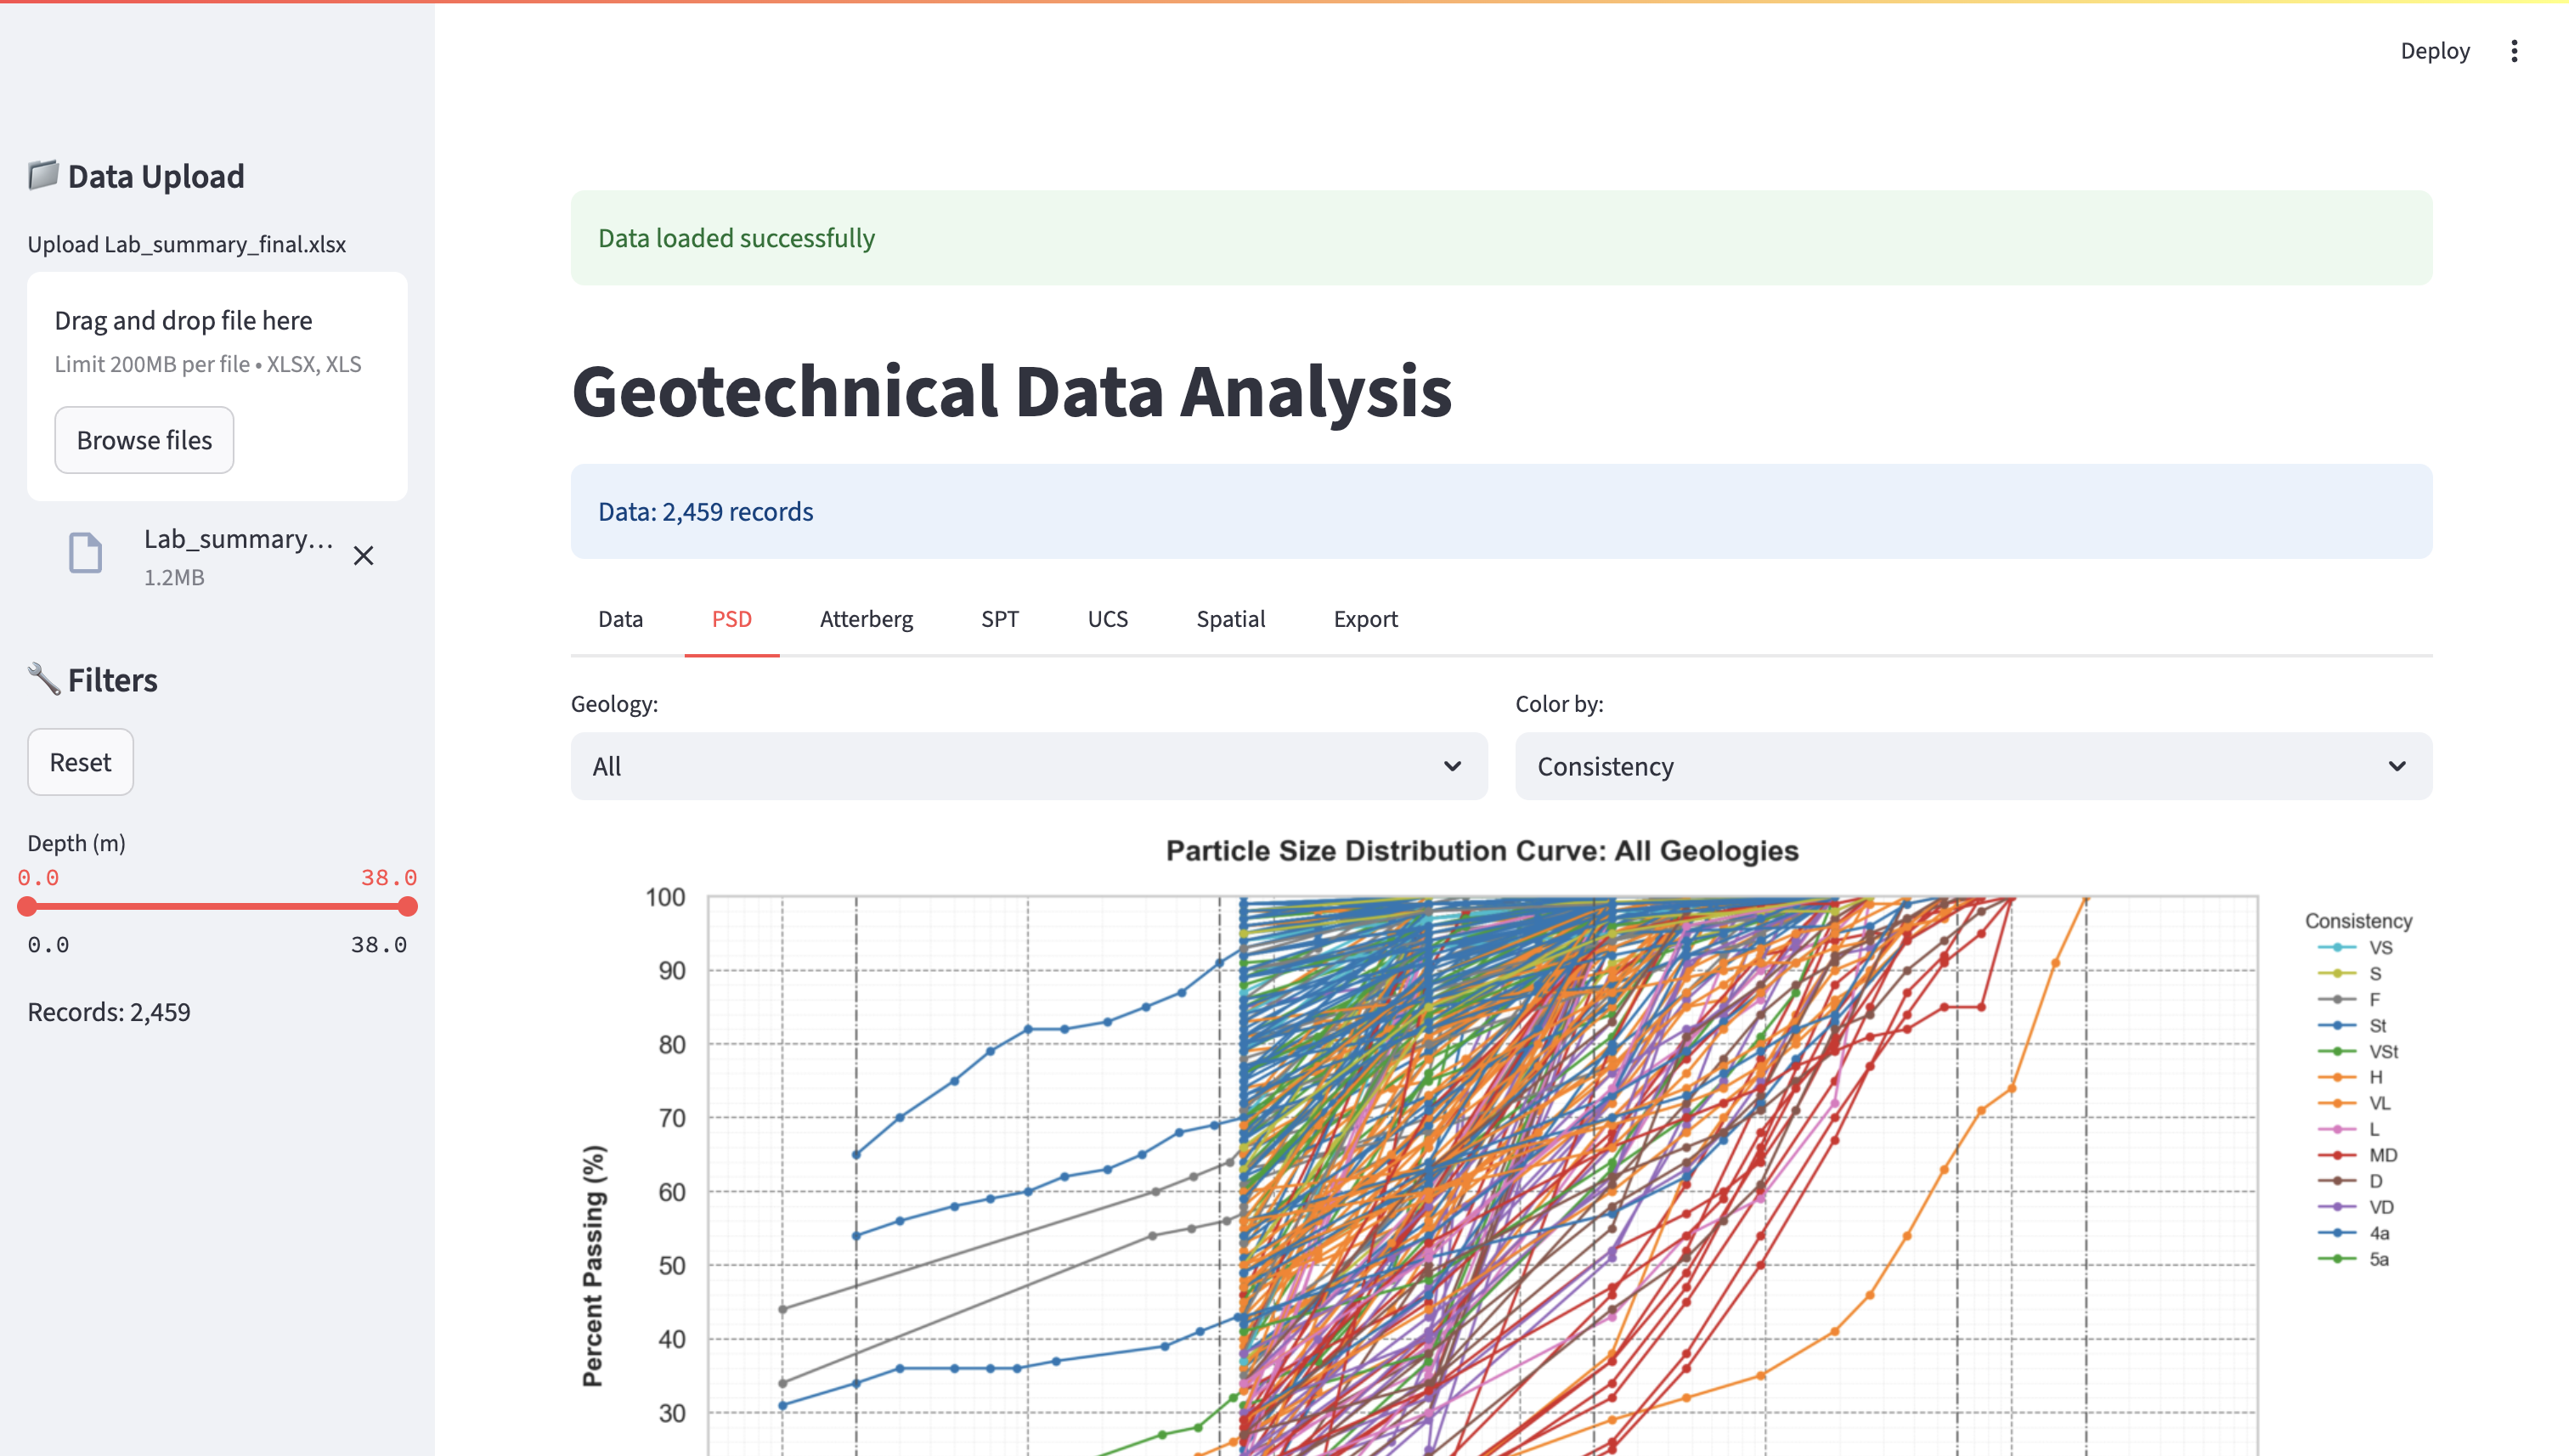 Deploy
Data Upload
Upload Lab_summary_final.xlsx
Drag and drop file here
Limit 200MB per file • XLSX, XLS
Browse files
Lab_summary...
1.2MB
Filters
Reset
Depth (m)
0.0 38.0
0.0 38.0
Records: 2,459
Data loaded successfully
Geotechnical Data Analysis
Data: 2,459 records
Data PSD Atterberg SPT UCS Spatial Export
Geology: Color by:
All Consistency
Particle Size Distribution Curve: All Geologies
Percent Passing (%)
100
90
80
70
60
50
40
30
Consistency
VS
S
F
St
VSt
H
VL
L
MD
D
VD
4a
5a